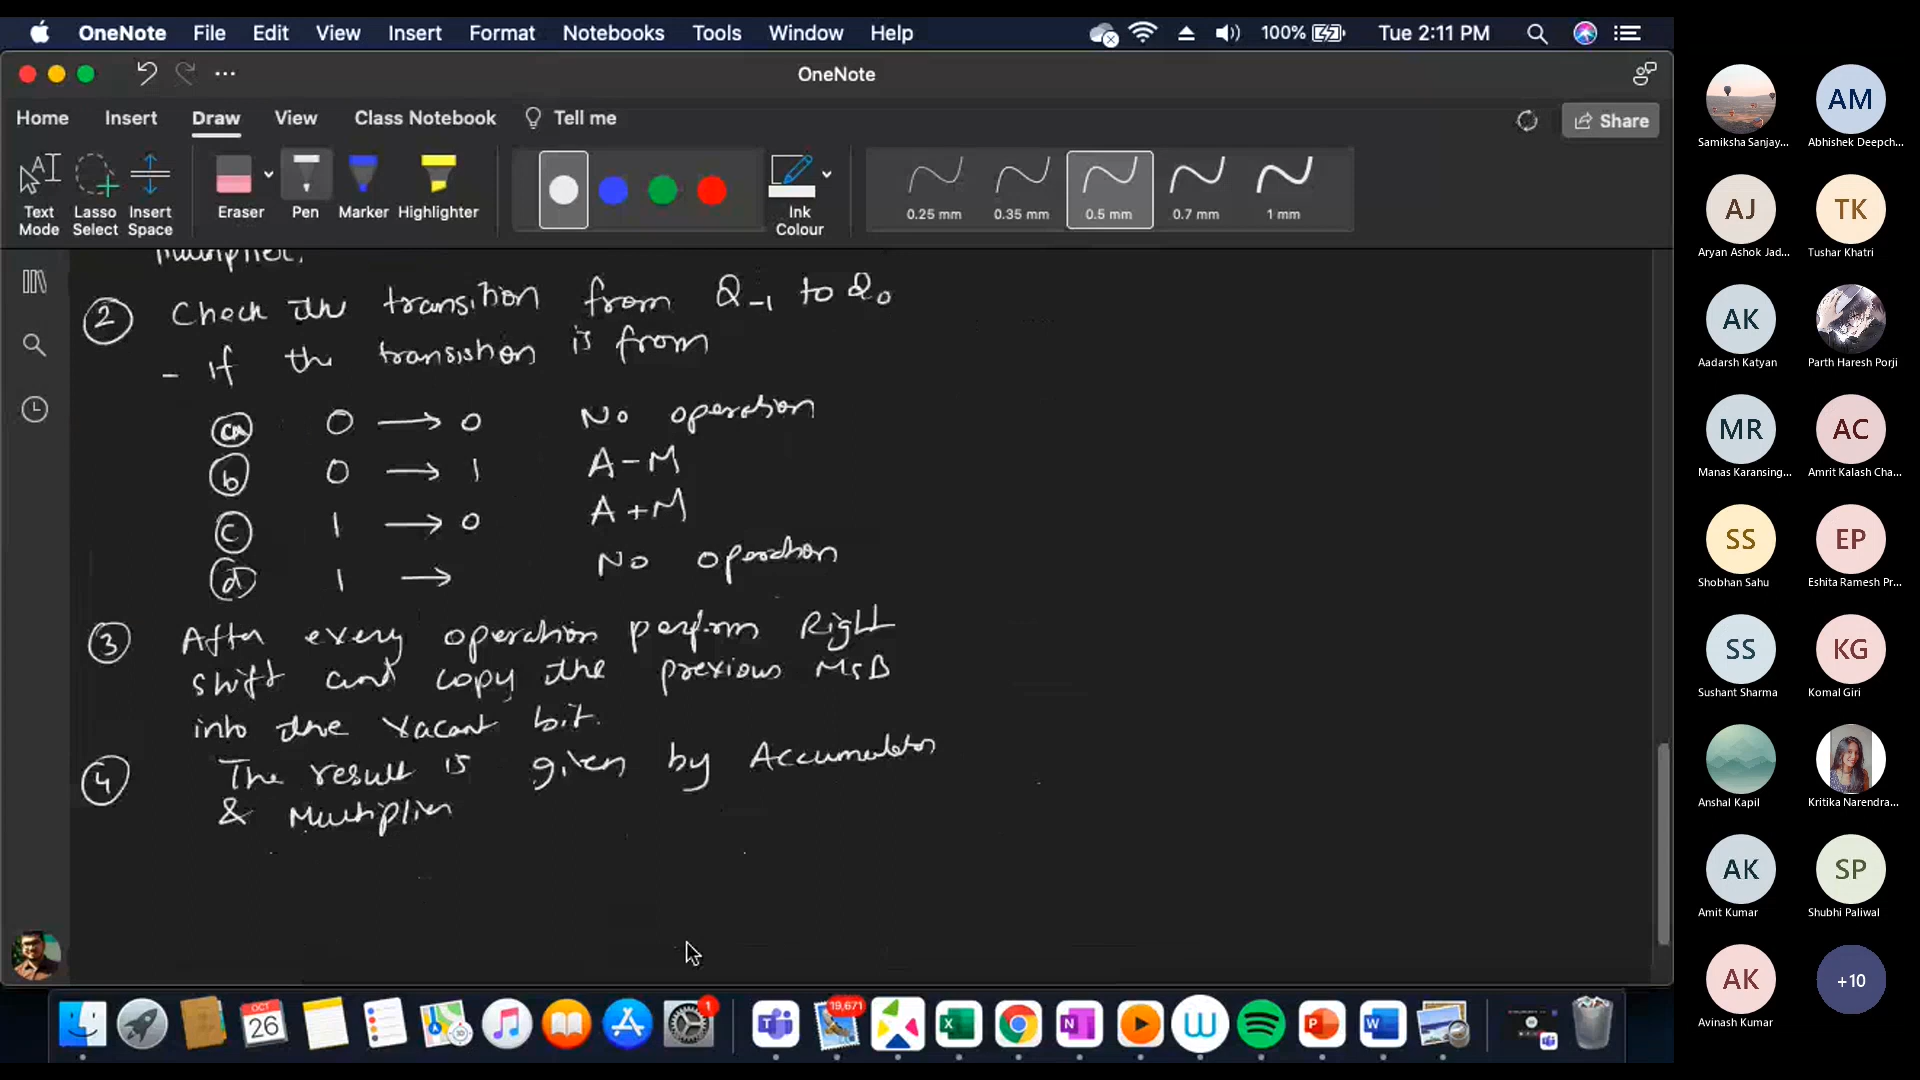 OneNote File Edit View Insert Format Notebooks Tools Window Help 100% Tue 2:11 PM
OneNote
Home Insert Draw View Class Notebook Tell me Share
Text Mode
Lasso Select
Insert Space
Eraser
Pen
Marker
Highlighter
Ink Colour
0.25 mm
0.35 mm
0.5 mm
0.7 mm
1 mm
Multiplier.
② Check the transition from Q₋₁ to Q₀
- If the transistion is from
ⓐ 0 → 0 No operation
ⓑ 0 → 1 A-M
ⓒ 1 → 0 A+M
ⓓ 1 → No operation
③ After every operation perform Right
shift and copy the previous MSB
into the vacant bit.
④ The result is given by Accumulator
& Multiplier
OCT
26
1
19,671
Samiksha Sanjay...
AM
Abhishek Deepch...
AJ
Aryan Ashok Jad...
TK
Tushar Khatri
AK
Aadarsh Katyan
Parth Haresh Porji
MR
Manas Karansing...
AC
Amrit Kalash Cha...
SS
Shobhan Sahu
EP
Eshita Ramesh Pr...
SS
Sushant Sharma
KG
Komal Giri
Anshal Kapil
Kritika Narendra...
AK
Amit Kumar
SP
Shubhi Paliwal
AK
Avinash Kumar
+10